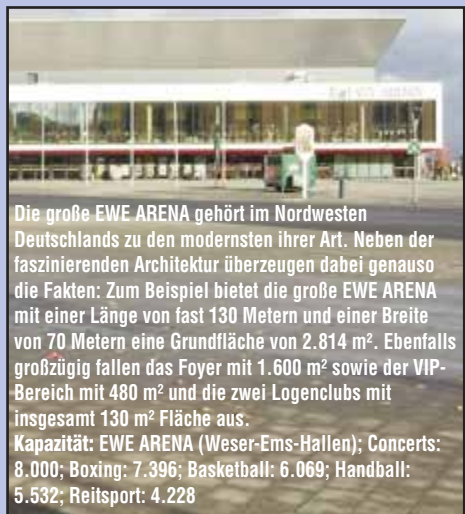 Die große EWE ARENA gehört im Nordwesten
Deutschlands zu den modernsten ihrer Art. Neben der
faszinierenden Architektur überzeugen dabei genauso
die Fakten: Zum Beispiel bietet die große EWE ARENA
mit einer Länge von fast 130 Metern und einer Breite
von 70 Metern eine Grundfläche von 2.814 m². Ebenfalls
großzügig fallen das Foyer mit 1.600 m² sowie der VIP-
Bereich mit 480 m² und die zwei Logenclubs mit
insgesamt 130 m² Fläche aus.
Kapazität: EWE ARENA (Weser-Ems-Hallen); Concerts:
8.000; Boxing: 7.396; Basketball: 6.069; Handball:
5.532; Reitsport: 4.228